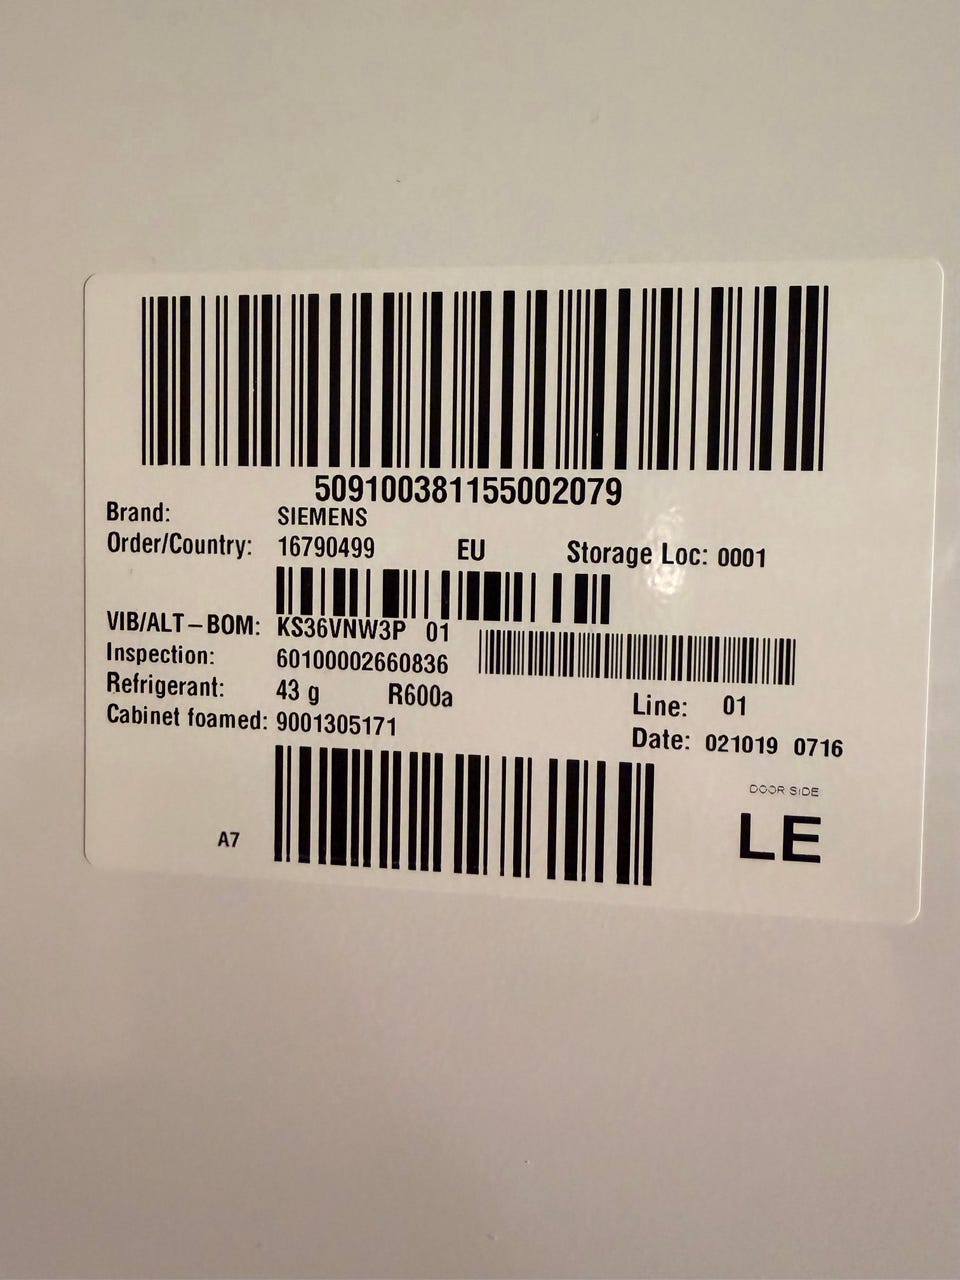 509100381155002079
Brand: SIEMENS
Order/Country: 16790499 EU Storage Loc: 0001
VIB/ALT-BOM: KS36VNW3P 01
Inspection: 60100002660836
Refrigerant: 43 g R600a Line: 01
Cabinet foamed: 9001305171 Date: 021019 0716
DOOR SIDE
A7 LE